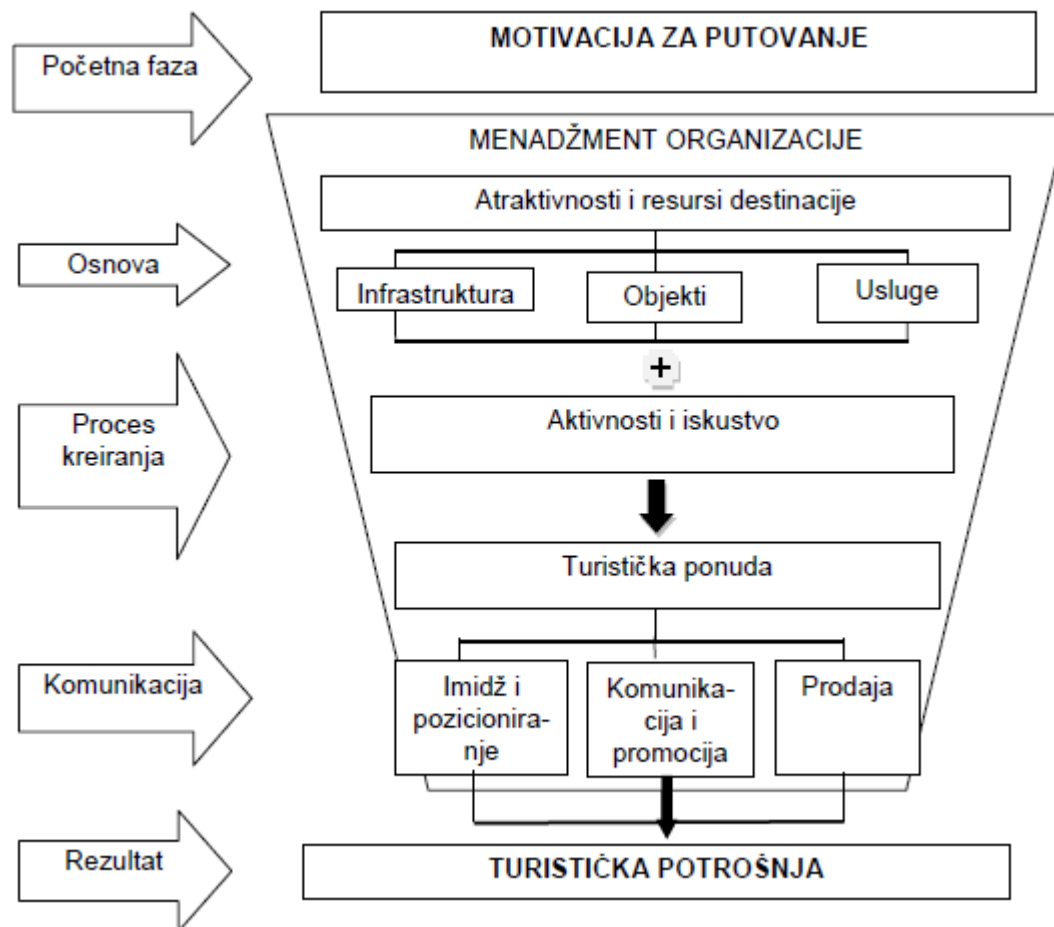 Početna faza
MOTIVACIJA ZA PUTOVANJE
MENADŽMENT ORGANIZACIJE
Atraktivnosti i resursi destinacije
Osnova
Infrastruktura
Objekti
Usluge
+
Proces
kreiranja
Aktivnosti i iskustvo
Turistička ponuda
Komunikacija
Imidž i
pozicionira-
nje
Komunika-
cija i
promocija
Prodaja
Rezultat
TURISTIČKA POTROŠNJA